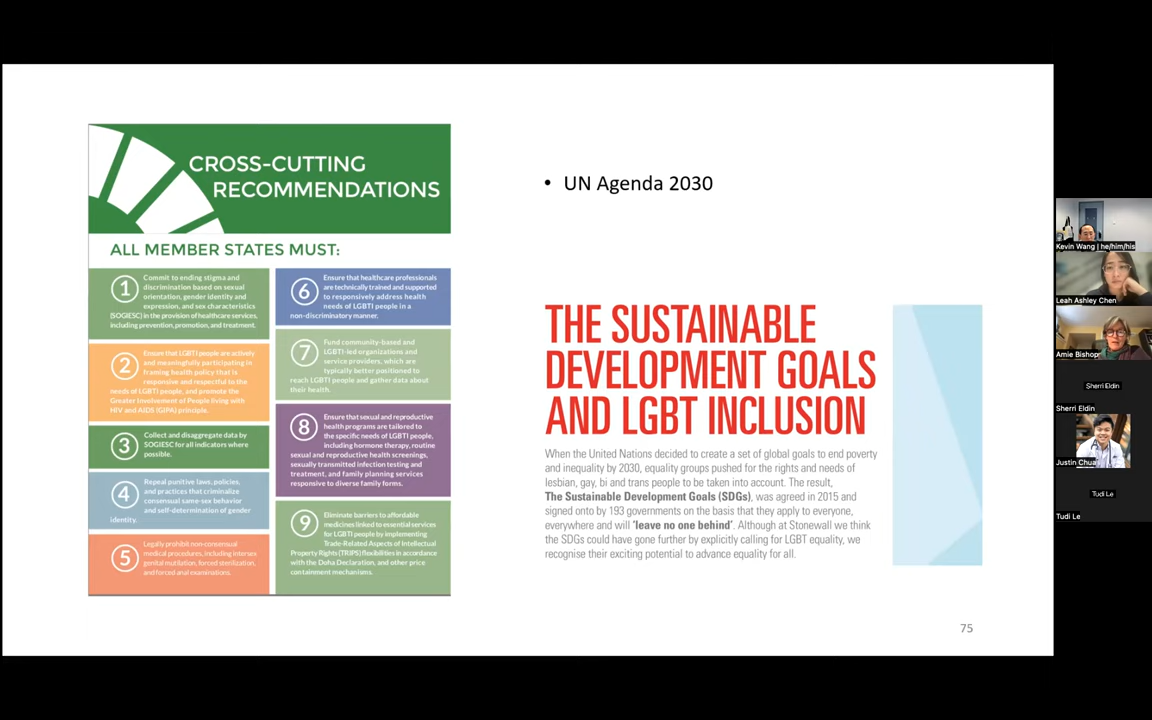 CROSS-CUTTING
RECOMMENDATIONS
ALL MEMBER STATES MUST:
1
Commit to ending stigma and
discrimination based on sexual
orientation, gender identity and
expression, and sex characteristics
(SOGIESC) in the provision of healthcare services,
including prevention, promotion, and treatment.
2
Ensure that LGBTI people are actively
and meaningfully participating in
framing health policy that is
responsive and respectful to the
needs of LGBTI people, and promote the
Greater Involvement of People living with
HIV and AIDS (GIPA) principle.
3
Collect and disaggregate data by
SOGIESC for all indicators where
possible.
4
Repeal punitive laws, policies,
and practices that criminalize
consensual same-sex behavior
and self-determination of gender
identity.
5
Legally prohibit non-consensual
medical procedures, including intersex
genital mutilation, forced sterilization,
and forced anal examinations.
6
Ensure that healthcare professionals
are technically trained and supported
to responsively address health
needs of LGBTI people in a
non-discriminatory manner.
7
Fund community-based and
LGBTI-led organizations and
service providers, which are
typically better positioned to
reach LGBTI people and gather data about
their health.
8
Ensure that sexual and reproductive
health programs are tailored to
the specific needs of LGBTI people,
including hormone therapy, routine
sexual and reproductive health screenings,
sexually transmitted infection testing and
treatment, and family planning services
responsive to diverse family forms.
9
Eliminate barriers to affordable
medicines linked to essential services
for LGBTI people by implementing
Trade-Related Aspects of Intellectual
Property Rights (TRIPS) flexibilities in accordance
with the Doha Declaration, and other price
containment mechanisms.
• UN Agenda 2030
THE SUSTAINABLE
DEVELOPMENT GOALS
AND LGBT INCLUSION
When the United Nations decided to create a set of global goals to end poverty
and inequality by 2030, equality groups pushed for the rights and needs of
lesbian, gay, bi and trans people to be taken into account. The result,
The Sustainable Development Goals (SDGs), was agreed in 2015 and
signed onto by 193 governments on the basis that they apply to everyone,
everywhere and will 'leave no one behind'. Although at Stonewall we think
the SDGs could have gone further by explicitly calling for LGBT equality, we
recognise their exciting potential to advance equality for all.
75
Kevin Wang | he/him/his
Leah Ashley Chen
Amie Bishop
Sherri Eldin
Sherri Eldin
Justin Chua
Tudi Le
Tudi Le